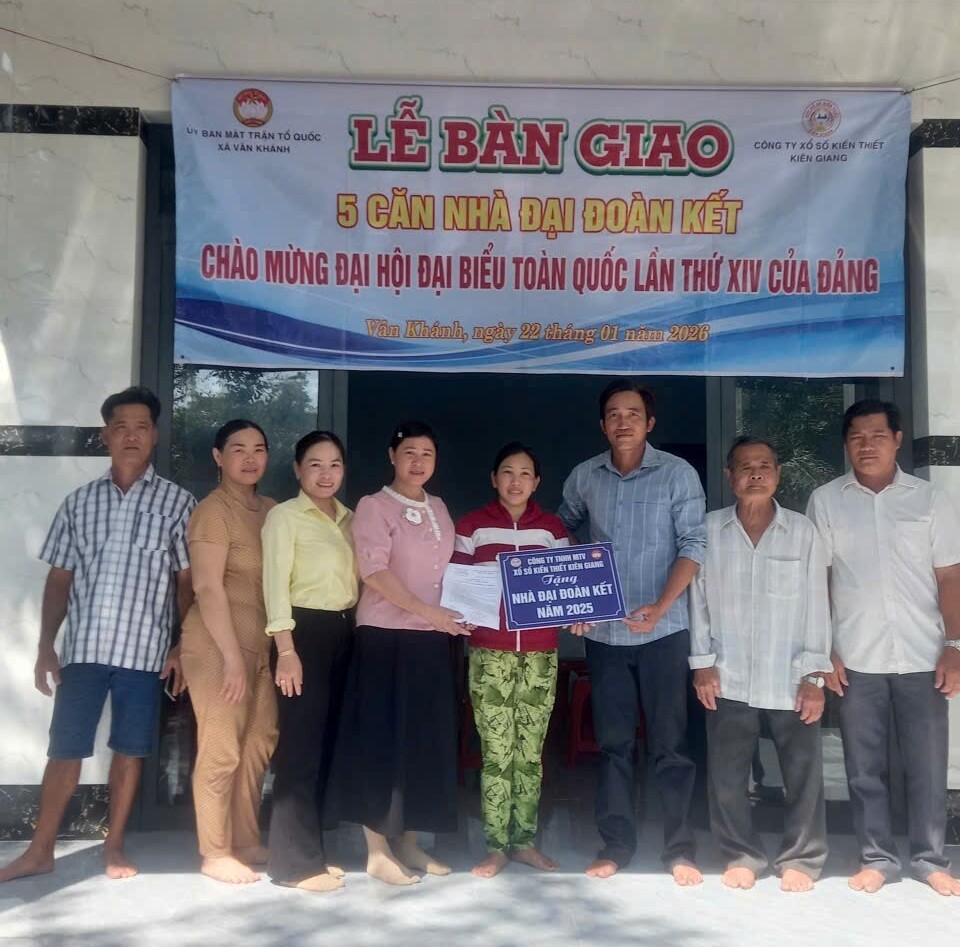 ỦY BAN MẶT TRẬN TỔ QUỐC
XÃ VÂN KHÁNH
LỄ BÀN GIAO
CÔNG TY XỔ SỐ KIẾN THIẾT
KIÊN GIANG
5 CĂN NHÀ ĐẠI ĐOÀN KẾT
CHÀO MỪNG ĐẠI HỘI ĐẠI BIỂU TOÀN QUỐC LẦN THỨ XIV CỦA ĐẢNG
Vân Khánh, ngày 22 tháng 01 năm 2026
CÔNG TY TNHH MTV
XỔ SỐ KIẾN THIẾT KIÊN GIANG
Tặng
NHÀ ĐẠI ĐOÀN KẾT
NĂM 2025